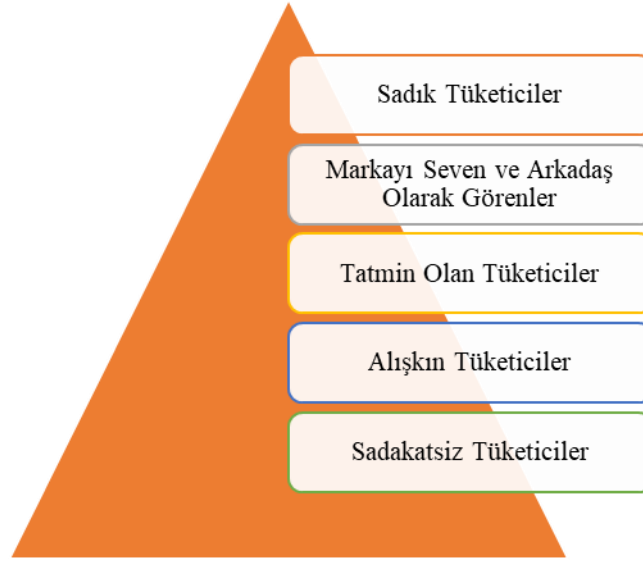 Sadık Tüketiciler
Markayı Seven ve Arkadaş
Olarak Görenler
Tatmin Olan Tüketiciler
Alışkın Tüketiciler
Sadakatsiz Tüketiciler